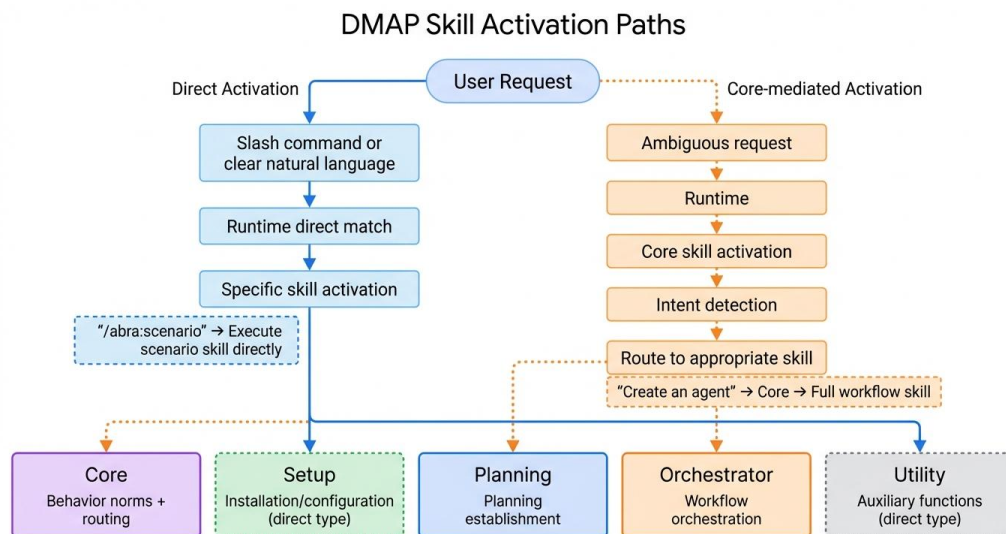 DMAP Skill Activation Paths
User Request
Direct Activation
Core-mediated Activation
Slash command or
clear natural language
Runtime direct match
Specific skill activation
"/abra:scenario" → Execute
scenario skill directly
Ambiguous request
Runtime
Core skill activation
Intent detection
Route to appropriate skill
"Create an agent" → Core → Full workflow skill
Core
Behavior norms +
routing
Setup
Installation/configuration
(direct type)
Planning
Planning
establishment
Orchestrator
Workflow
orchestration
Utility
Auxiliary functions
(direct type)